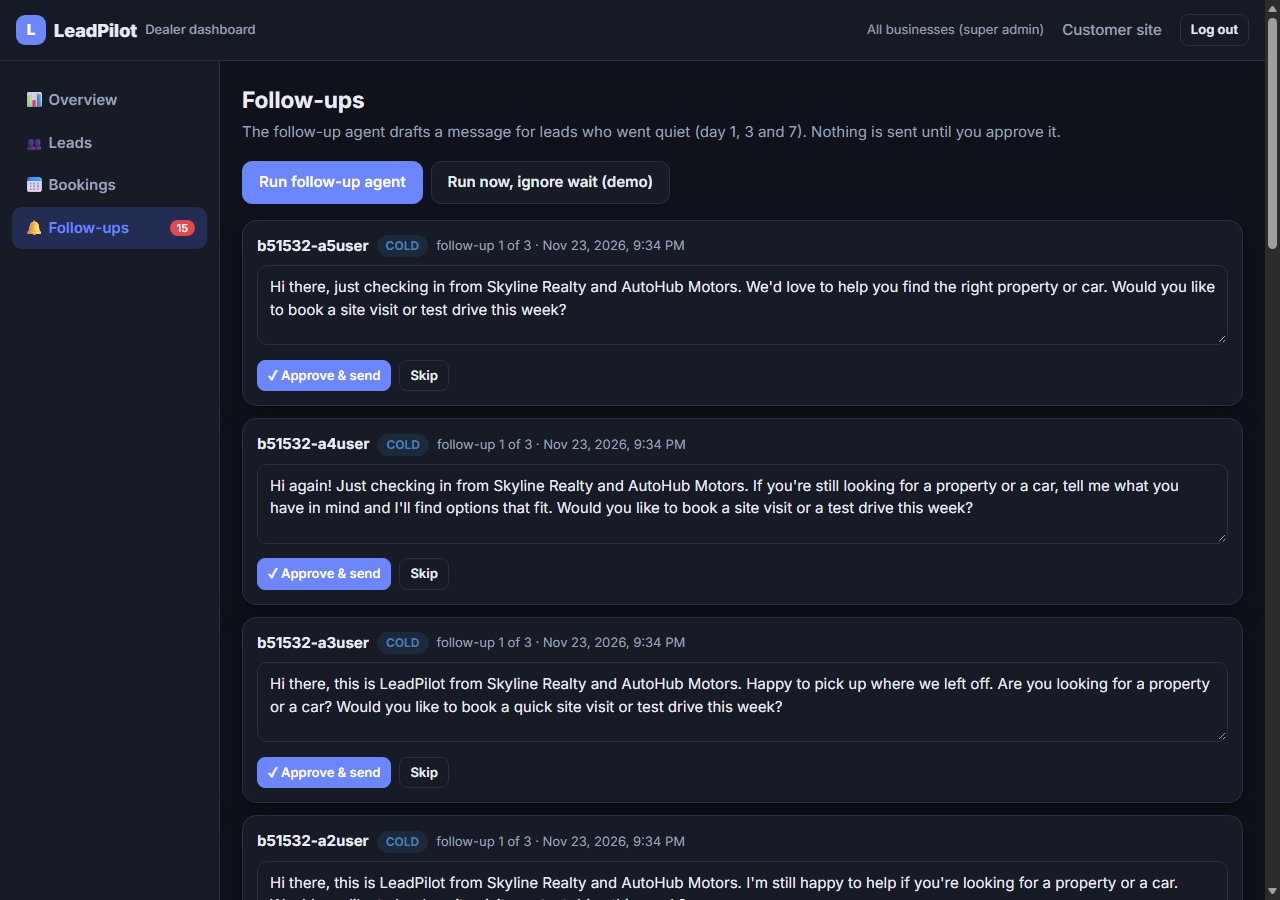 L LeadPilot Dealer dashboard
All businesses (super admin) Customer site Log out
Overview
Leads
Bookings
Follow-ups 15
Follow-ups
The follow-up agent drafts a message for leads who went quiet (day 1, 3 and 7). Nothing is sent until you approve it.
Run follow-up agent Run now, ignore wait (demo)
b51532-a5user COLD follow-up 1 of 3 · Nov 23, 2026, 9:34 PM
Hi there, just checking in from Skyline Realty and AutoHub Motors. We'd love to help you find the right property or car. Would you like
to book a site visit or test drive this week?
✓ Approve & send Skip
b51532-a4user COLD follow-up 1 of 3 · Nov 23, 2026, 9:34 PM
Hi again! Just checking in from Skyline Realty and AutoHub Motors. If you're still looking for a property or a car, tell me what you
have in mind and I'll find options that fit. Would you like to book a site visit or a test drive this week?
✓ Approve & send Skip
b51532-a3user COLD follow-up 1 of 3 · Nov 23, 2026, 9:34 PM
Hi there, this is LeadPilot from Skyline Realty and AutoHub Motors. Happy to pick up where we left off. Are you looking for a property
or a car? Would you like to book a quick site visit or test drive this week?
✓ Approve & send Skip
b51532-a2user COLD follow-up 1 of 3 · Nov 23, 2026, 9:34 PM
Hi there, this is LeadPilot from Skyline Realty and AutoHub Motors. I'm still happy to help if you're looking for a property or a car.